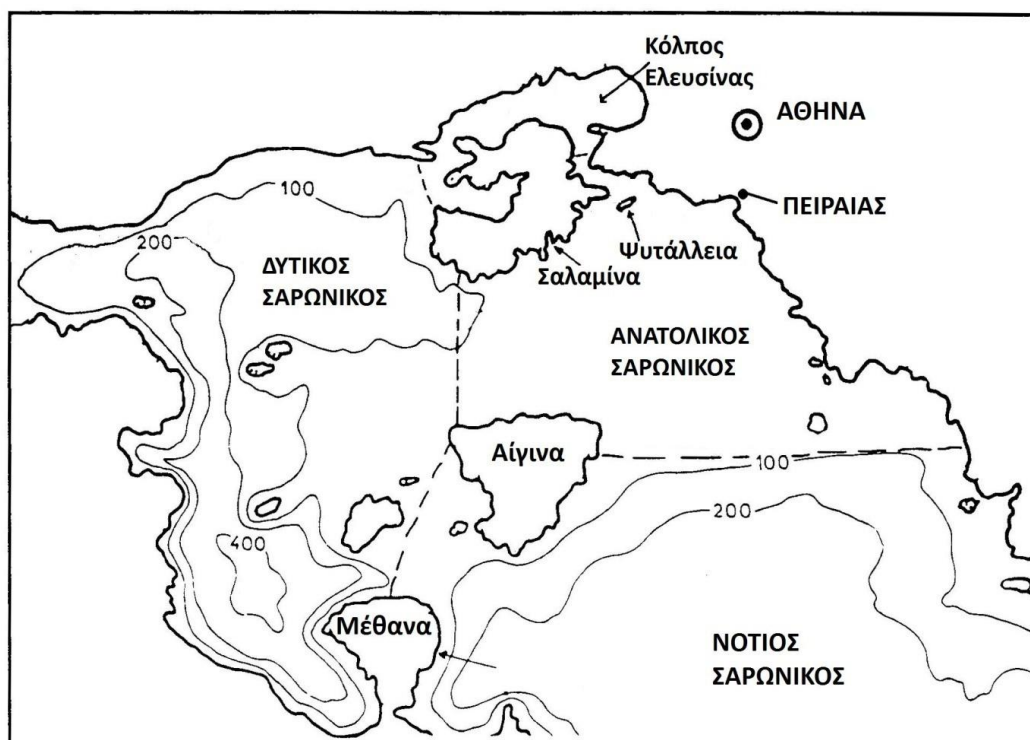 Κόλπος
Ελευσίνας
ΑΘΗΝΑ
ΠΕΙΡΑΙΑΣ
100
200
ΔΥΤΙΚΟΣ
ΣΑΡΩΝΙΚΟΣ
Ψυτάλλεια
Σαλαμίνα
ΑΝΑΤΟΛΙΚΟΣ
ΣΑΡΩΝΙΚΟΣ
Αίγινα
100
200
400
Μέθανα
ΝΟΤΙΟΣ
ΣΑΡΩΝΙΚΟΣ